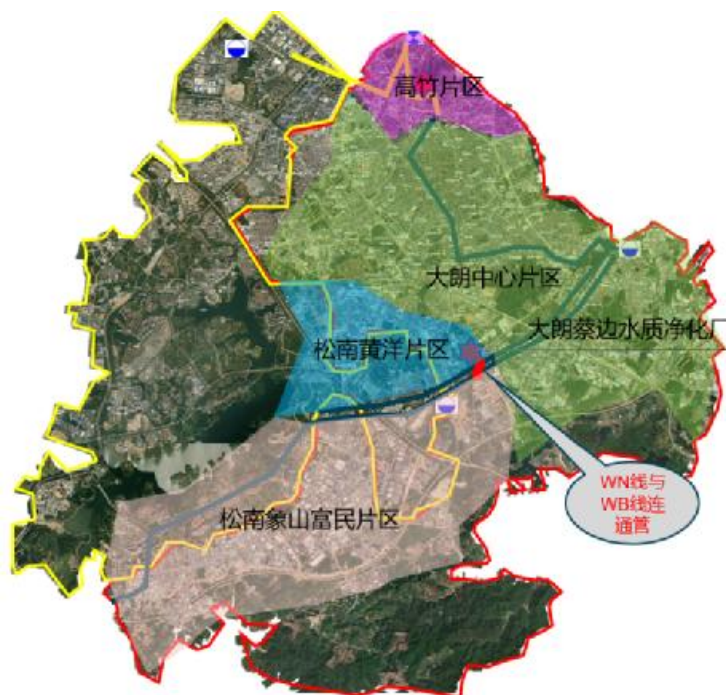 高竹片区
大朗中心片区
大朗蔡边水质净化厂
松南黄洋片区
WN线与
WB线连
通管
松南象山富民片区